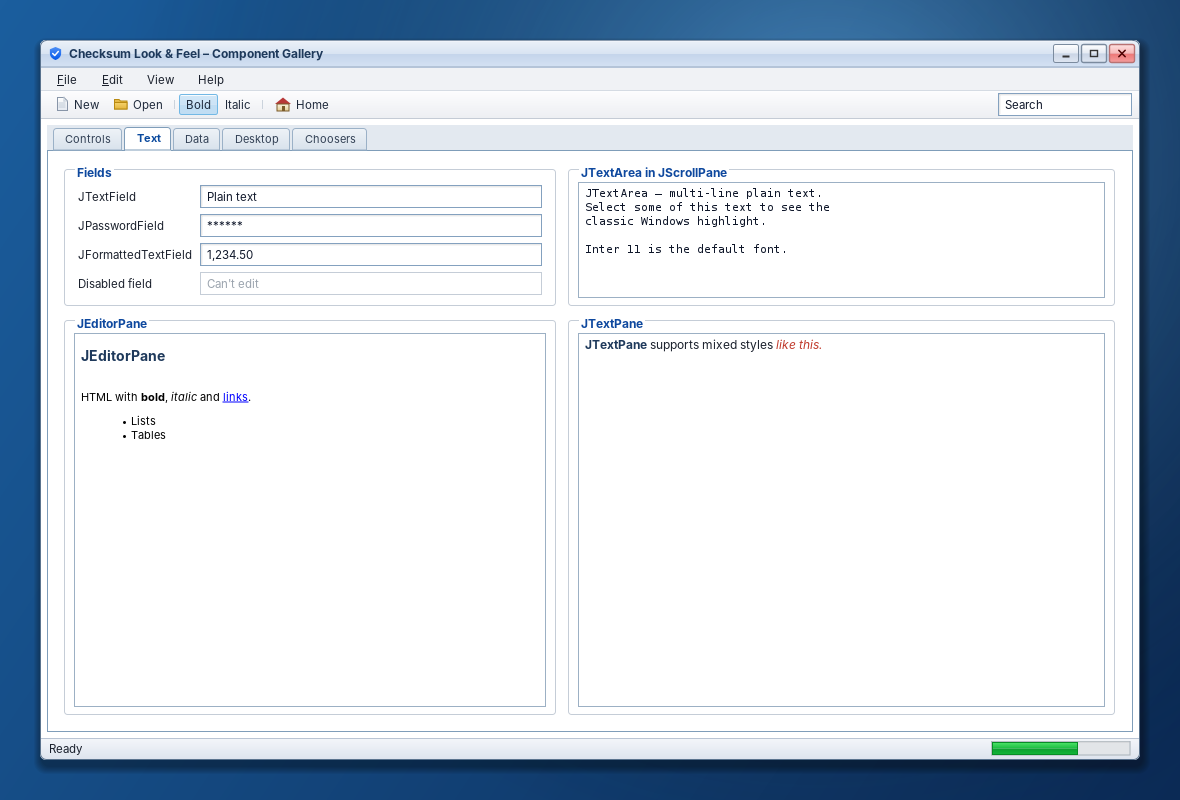 Checksum Look & Feel – Component Gallery
File Edit View Help
New Open Bold Italic Home Search
Controls Text Data Desktop Choosers
Fields
JTextField Plain text
JPasswordField ******
JFormattedTextField 1,234.50
Disabled field Can't edit
JTextArea in JScrollPane
JTextArea — multi-line plain text.
Select some of this text to see the
classic Windows highlight.
Inter 11 is the default font.
JEditorPane
JEditorPane
HTML with bold, italic and links.
• Lists
• Tables
JTextPane
JTextPane supports mixed styles like this.
Ready